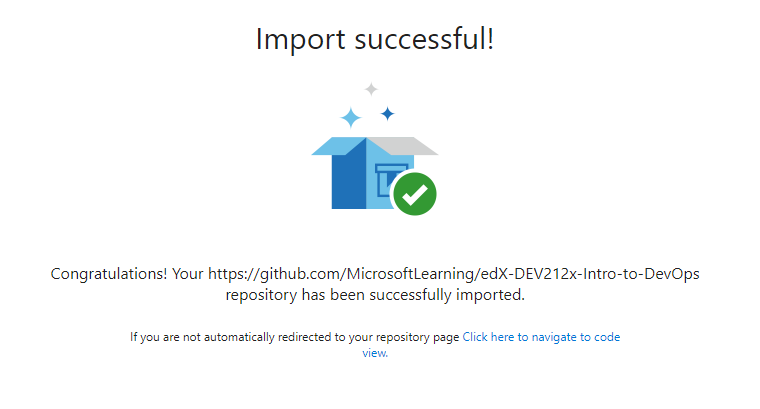 Import successful!
Congratulations! Your https://github.com/MicrosoftLearning/edX-DEV212x-Intro-to-DevOps
repository has been successfully imported.
If you are not automatically redirected to your repository page Click here to navigate to code
view.